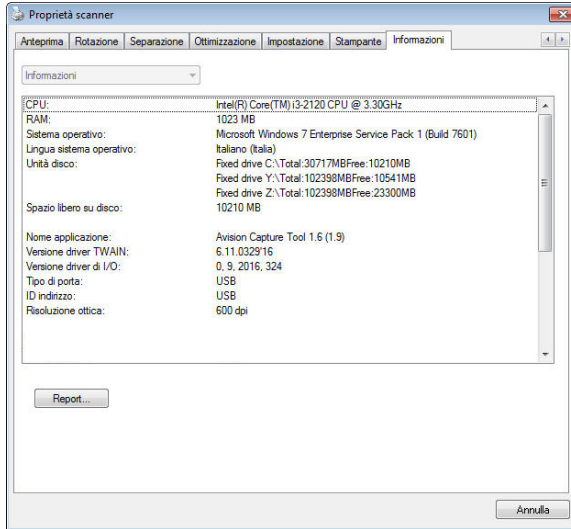 Proprietà scanner
Anteprima Rotazione Separazione Ottimizzazione Impostazione Stampante Informazioni
Informazioni
CPU: Intel(R) Core(TM) i3-2120 CPU @ 3.30GHz
RAM: 1023 MB
Sistema operativo: Microsoft Windows 7 Enterprise Service Pack 1 (Build 7601)
Lingua sistema operativo: Italiano (Italia)
Unità disco: Fixed drive C:\Total:30717MBFree:10210MB
Fixed drive Y:\Total:102398MBFree:10541MB
Fixed drive Z:\Total:102398MBFree:23300MB
Spazio libero su disco: 10210 MB
Nome applicazione: Avision Capture Tool 1.6 (1.9)
Versione driver TWAIN: 6.11.0329'16
Versione driver di I/O: 0, 9, 2016, 324
Tipo di porta: USB
ID indirizzo: USB
Risoluzione ottica: 600 dpi
Report...
Annulla